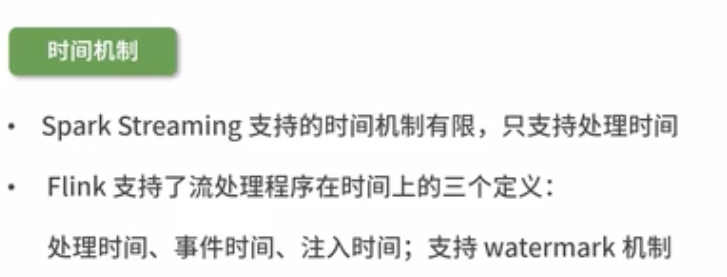 时间机制
• Spark Streaming 支持的时间机制有限，只支持处理时间
• Flink 支持了流处理程序在时间上的三个定义：
处理时间、事件时间、注入时间；支持 watermark 机制